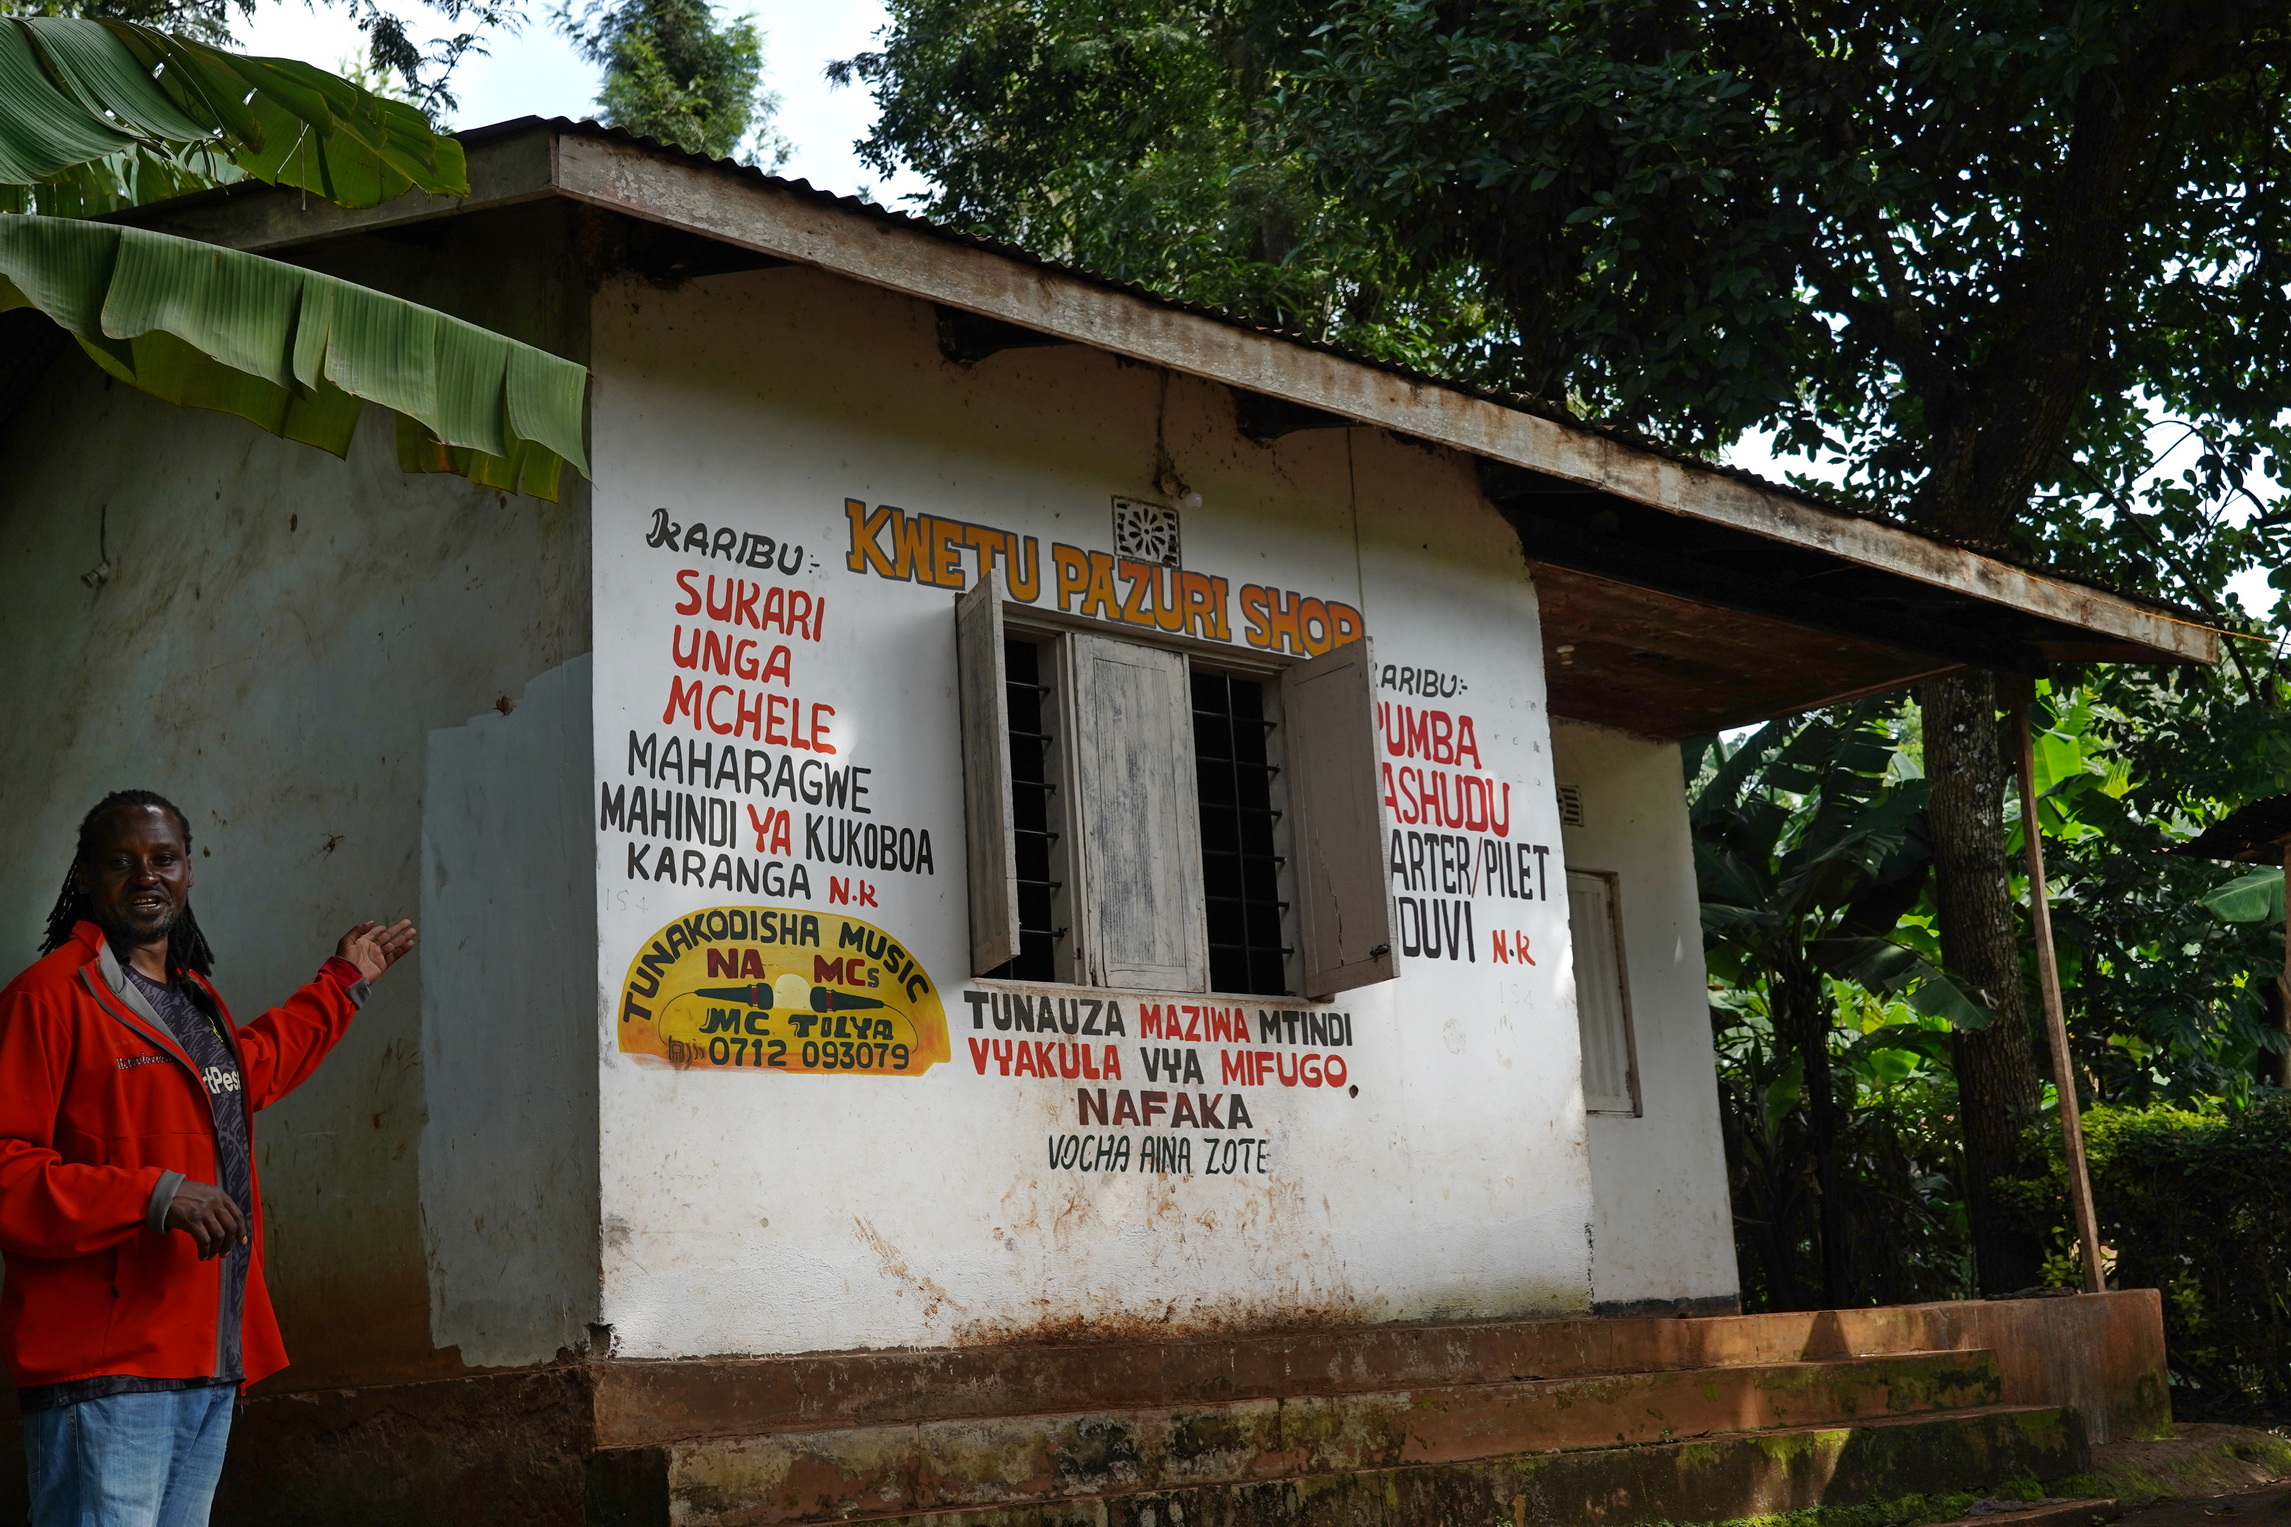 KARIBU:-
SUKARI
UNGA
MCHELE
MAHARAGWE
MAHINDI YA KUKOBOA
KARANGA N.K
TUNAKODISHA MUSIC
NA MCs
MC TILYA
0712 093079
KWETU PAZURI SHOP
TUNAUZA MAZIWA MTINDI
VYAKULA VYA MIFUGO
NAFAKA
VOCHA AINA ZOTE
KARIBU:-
PUMBA
ASHUDU
ARTER/PILET
DUVI N.K